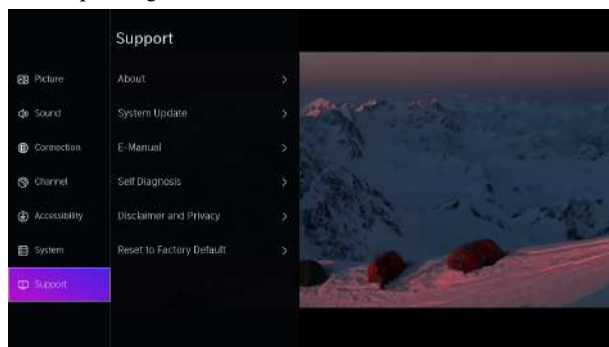 Support
Picture
Sound
Connection
Channel
Accessibility
System
Support
About
System Update
E-Manual
Self Diagnosis
Disclaimer and Privacy
Reset to Factory Default